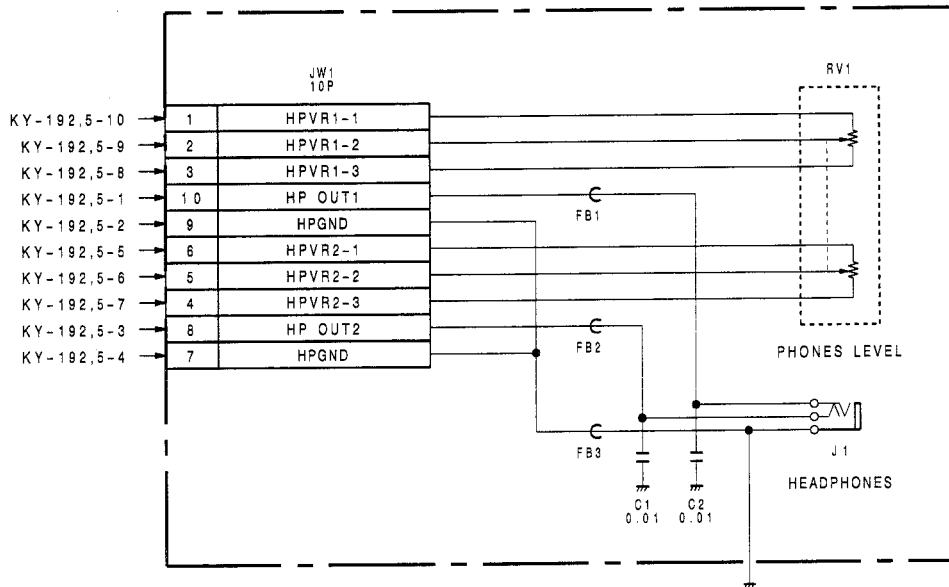 JW1
10P
RV1
KY-192,5-10 1 HPVR1-1
KY-192,5-9 2 HPVR1-2
KY-192,5-8 3 HPVR1-3
KY-192,5-1 10 HP OUT1
FB1
KY-192,5-2 9 HPGND
KY-192,5-5 6 HPVR2-1
KY-192,5-6 5 HPVR2-2
KY-192,5-7 4 HPVR2-3
KY-192,5-3 8 HP OUT2
FB2
KY-192,5-4 7 HPGND
PHONES LEVEL
FB3
J1
HEADPHONES
C1 C2
0.01 0.01